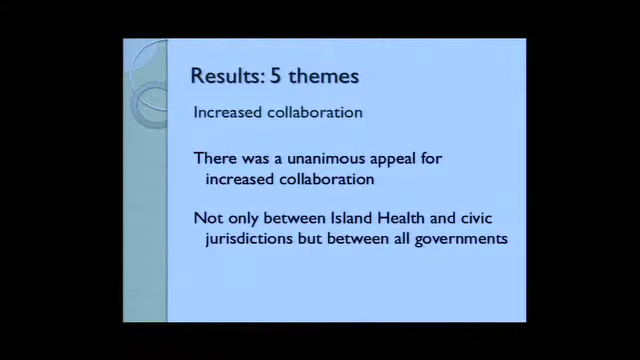 Results: 5 themes
Increased collaboration
There was a unanimous appeal for
increased collaboration
Not only between Island Health and civic
jurisdictions but between all governments